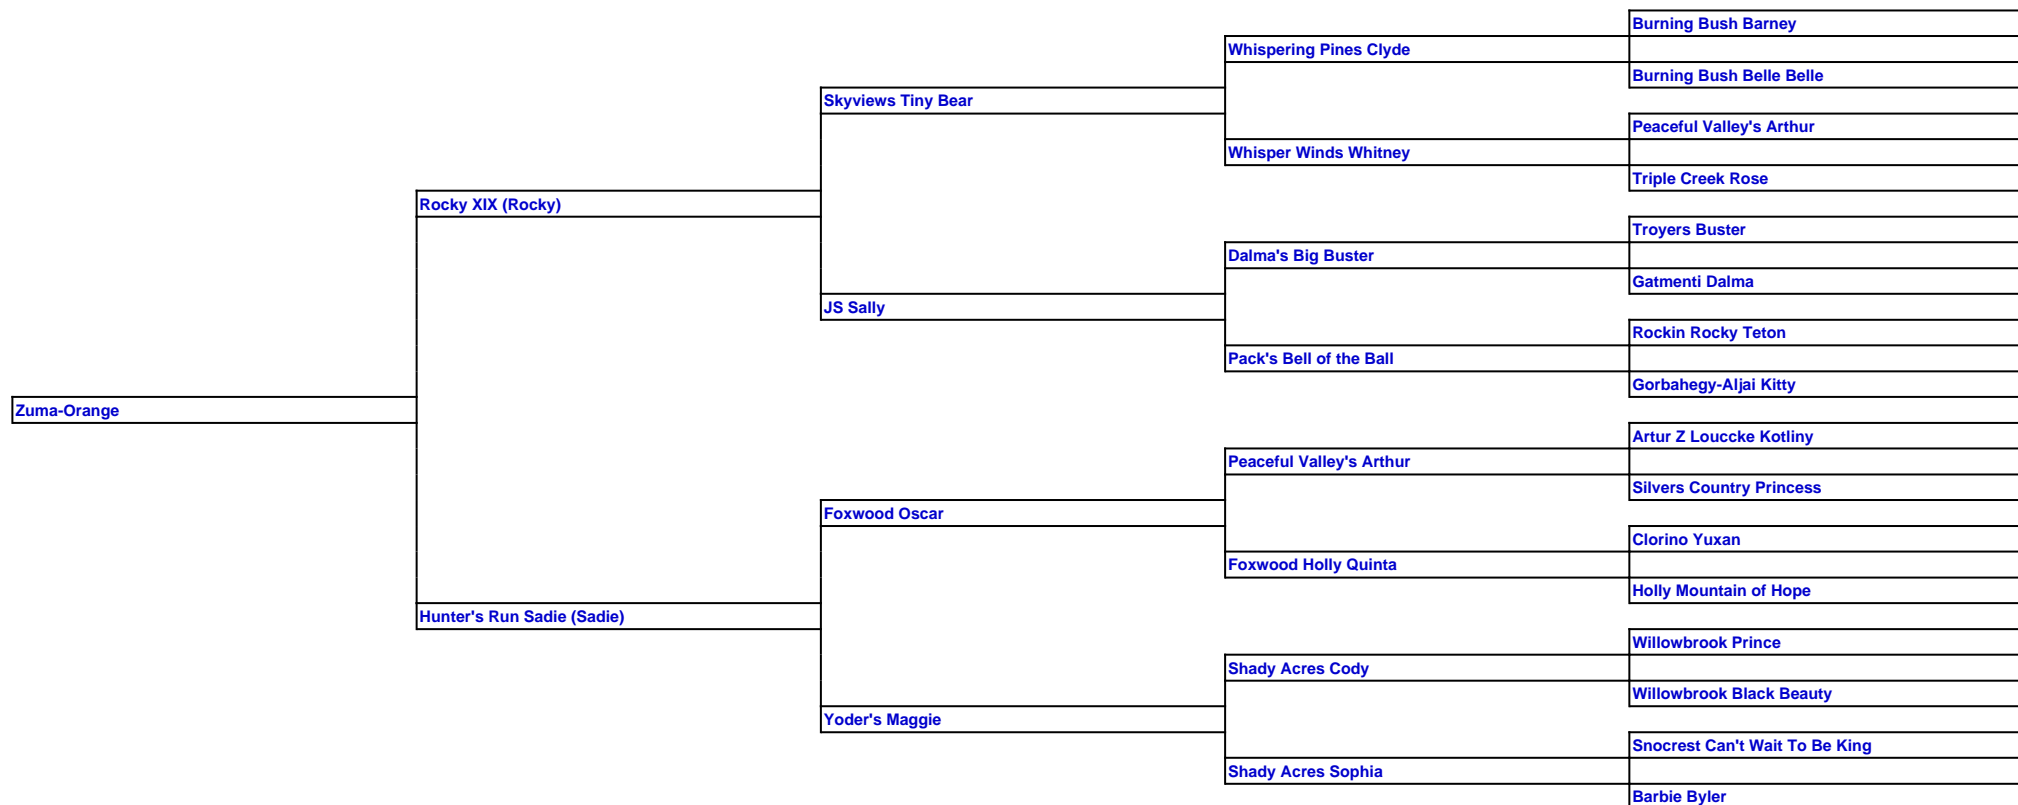 Burning Bush Barney
Whispering Pines Clyde
Burning Bush Belle Belle
Skyviews Tiny Bear
Peaceful Valley's Arthur
Whisper Winds Whitney
Triple Creek Rose
Rocky XIX (Rocky)
Troyers Buster
Dalma's Big Buster
Gatmenti Dalma
JS Sally
Rockin Rocky Teton
Pack's Bell of the Ball
Gorbahegy-Aljai Kitty
Zuma-Orange
Artur Z Louccke Kotliny
Peaceful Valley's Arthur
Silvers Country Princess
Foxwood Oscar
Clorino Yuxan
Foxwood Holly Quinta
Holly Mountain of Hope
Hunter's Run Sadie (Sadie)
Willowbrook Prince
Shady Acres Cody
Willowbrook Black Beauty
Yoder's Maggie
Snocrest Can't Wait To Be King
Shady Acres Sophia
Barbie Byler